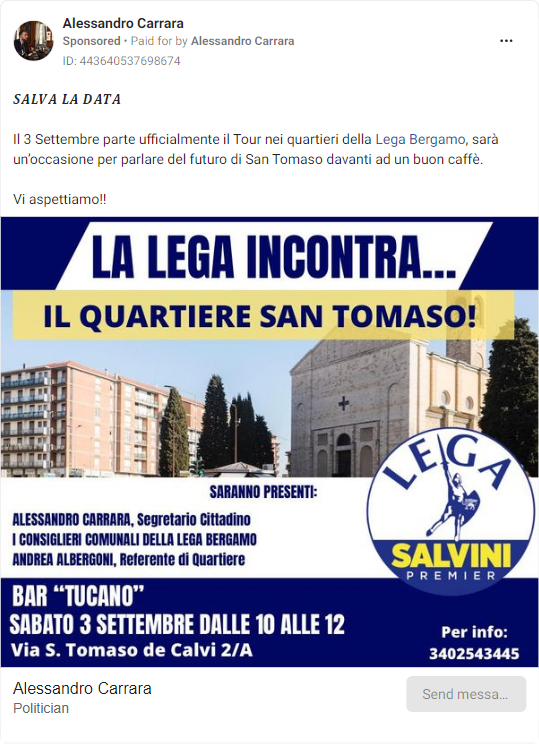 Alessandro Carrara
Sponsored • Paid for by Alessandro Carrara
ID: 443640537698674
SALVA LA DATA
Il 3 Settembre parte ufficialmente il Tour nei quartieri della Lega Bergamo, sarà
un'occasione per parlare del futuro di San Tomaso davanti ad un buon caffè.
Vi aspettiamo!!
LA LEGA INCONTRA...
IL QUARTIERE SAN TOMASO!
SARANNO PRESENTI:
ALESSANDRO CARRARA, Segretario Cittadino
I CONSIGLIERI COMUNALI DELLA LEGA BERGAMO
ANDREA ALBERGONI, Referente di Quartiere
LEGA
SALVINI
PREMIER
BAR “TUCANO”
SABATO 3 SETTEMBRE DALLE 10 ALLE 12
Via S. Tomaso de Calvi 2/A
Per info:
3402543445
Alessandro Carrara
Politician
Send messa...